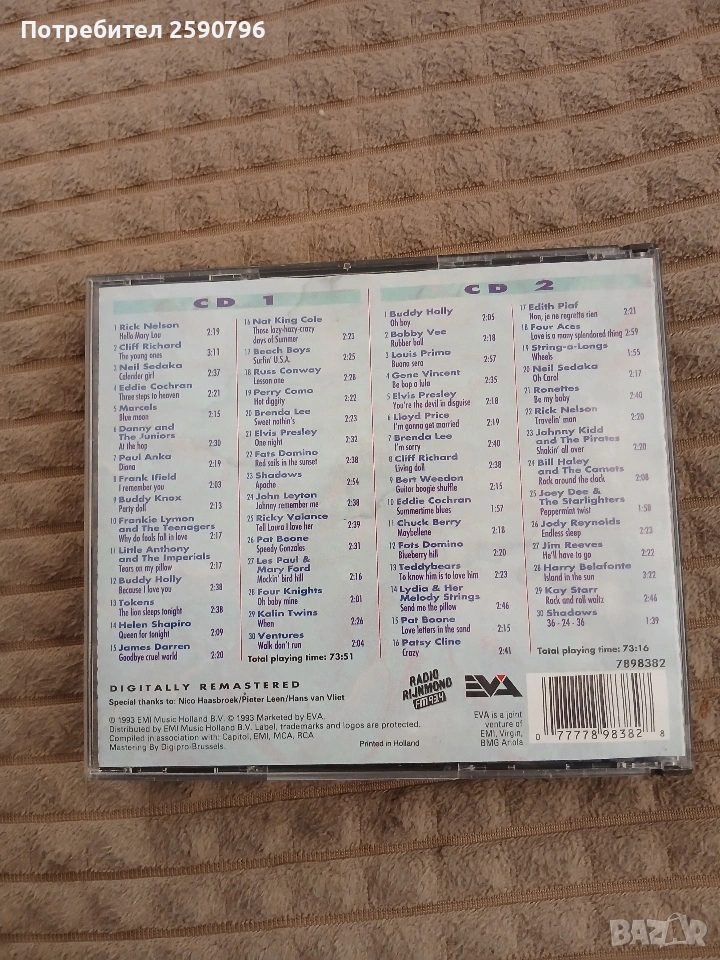 Потребител 2590796
CD 1
1 Rick Nelson
Hello Mary Lou 2:19
2 Cliff Richard
The young ones 3:11
3 Neil Sedaka
Calender girl 2:37
4 Eddie Cochran
Three steps to heaven 2:21
5 Marcels
Blue moon 2:15
6 Danny and
The Juniors
At the hop 2:30
7 Paul Anka
Diana 2:19
8 Frank Ifield
I remember you 2:03
9 Buddy Knox
Party doll 2:13
10 Frankie Lymon
and The Teenagers
Why do fools fall in love 2:17
11 Little Anthony
and The Imperials
Tears on my pillow 2:17
12 Buddy Holly
Because I love you 2:38
13 Tokens
The lion sleeps tonight 2:38
14 Helen Shapiro
Queen for tonight 2:09
15 James Darren
Goodbye cruel world 2:20
16 Nat King Cole
Those lazy-hazy-crazy
days of Summer 2:23
17 Beach Boys
Surfin' U.S.A. 2:25
18 Russ Conway
Lesson one 2:28
19 Perry Como
Hot diggity 2:22
20 Brenda Lee
Sweet nothin's 2:23
21 Elvis Presley
One night 2:32
22 Fats Domino
Red sails in the sunset 2:38
23 Shadows
Apache 2:54
24 John Leyton
Johnny remember me 2:34
25 Ricky Valance
Tell Laura I love her 2:39
26 Pat Boone
Speedy Gonzales 2:31
27 Les Paul &
Mary Ford
Mockin' bird hill 2:16
28 Four Knights
Oh baby mine 2:01
29 Kalin Twins
When 2:26
30 Ventures
Walk don't run 2:04
Total playing time: 73:51
CD 2
1 Buddy Holly
Oh boy 2:05
2 Bobby Vee
Rubber ball 2:18
3 Louis Prima
Buona sera 2:57
4 Gene Vincent
Be bop a lula 2:35
5 Elvis Presley
You're the devil in disguise 2:18
6 Lloyd Price
I'm gonna get married 2:19
7 Brenda Lee
I'm sorry 2:40
8 Cliff Richard
Living doll 2:38
9 Bert Weedon
Guitar boogie shuffle
10 Eddie Cochran
Summertime blues 1:57
11 Chuck Berry
Maybellene 2:18
12 Fats Domino
Blueberry hill 2:20
13 Teddybears
To know him is to love him 2:23
14 Lydia & Her
Melody Strings
Send me the pillow 2:46
15 Pat Boone
Love letters in the sand 2:15
16 Patsy Cline
Crazy 2:41
17 Edith Piaf
Non, je ne regrette rien 2:21
18 Four Aces
Love is a many splendored thing 2:59
19 String-a-Longs
Wheels 1:55
20 Neil Sedaka
Oh Carol 2:17
21 Ronettes
Be my baby 2:40
22 Rick Nelson
Travelin' man
23 Johnny Kidd
and The Pirates
Shakin' all over 2:20
24 Bill Haley
and The Comets
Rock around the clock 2:08
25 Joey Dee &
The Starlighters
Peppermint twist 1:58
26 Jody Reynolds
Endless sleep 2:23
27 Jim Reeves
He'll have to go 2:22
28 Harry Belafonte
Island in the sun 3:22
29 Kay Starr
Rock and roll waltz 2:46
30 Shadows
36 - 24 - 36 1:39
Total playing time: 73:16
7898382
DIGITALLY REMASTERED
Special thanks to: Nico Haasbroek/Pieter Leen/Hans van Vliet
℗ 1993 EMI Music Holland B.V. © 1993 Marketed by EVA.
Distributed by EMI Music Holland B.V. Label, trademarks and logos are protected.
Compiled in association with: Capitol, EMI, MCA, RCA
Mastering By Digipro-Brussels.
Printed in Holland
RADIO
RIJNMOND
FM 93.4
EVA
EVA is a joint
venture of
EMI, Virgin,
BMG Ariola
0 77778 98382 8
BAZAR